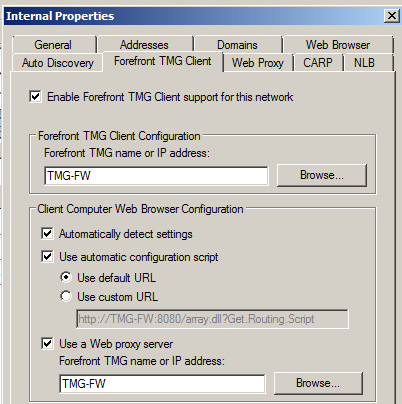 Internal Properties
General Addresses Domains Web Browser
Auto Discovery Forefront TMG Client Web Proxy CARP NLB
Enable Forefront TMG Client support for this network
Forefront TMG Client Configuration
Forefront TMG name or IP address:
TMG-FW Browse...
Client Computer Web Browser Configuration
Automatically detect settings
Use automatic configuration script
Use default URL
Use custom URL
http://TMG-FW:8080/array.dll?Get.Routing.Script
Use a Web proxy server
Forefront TMG name or IP address:
TMG-FW Browse...